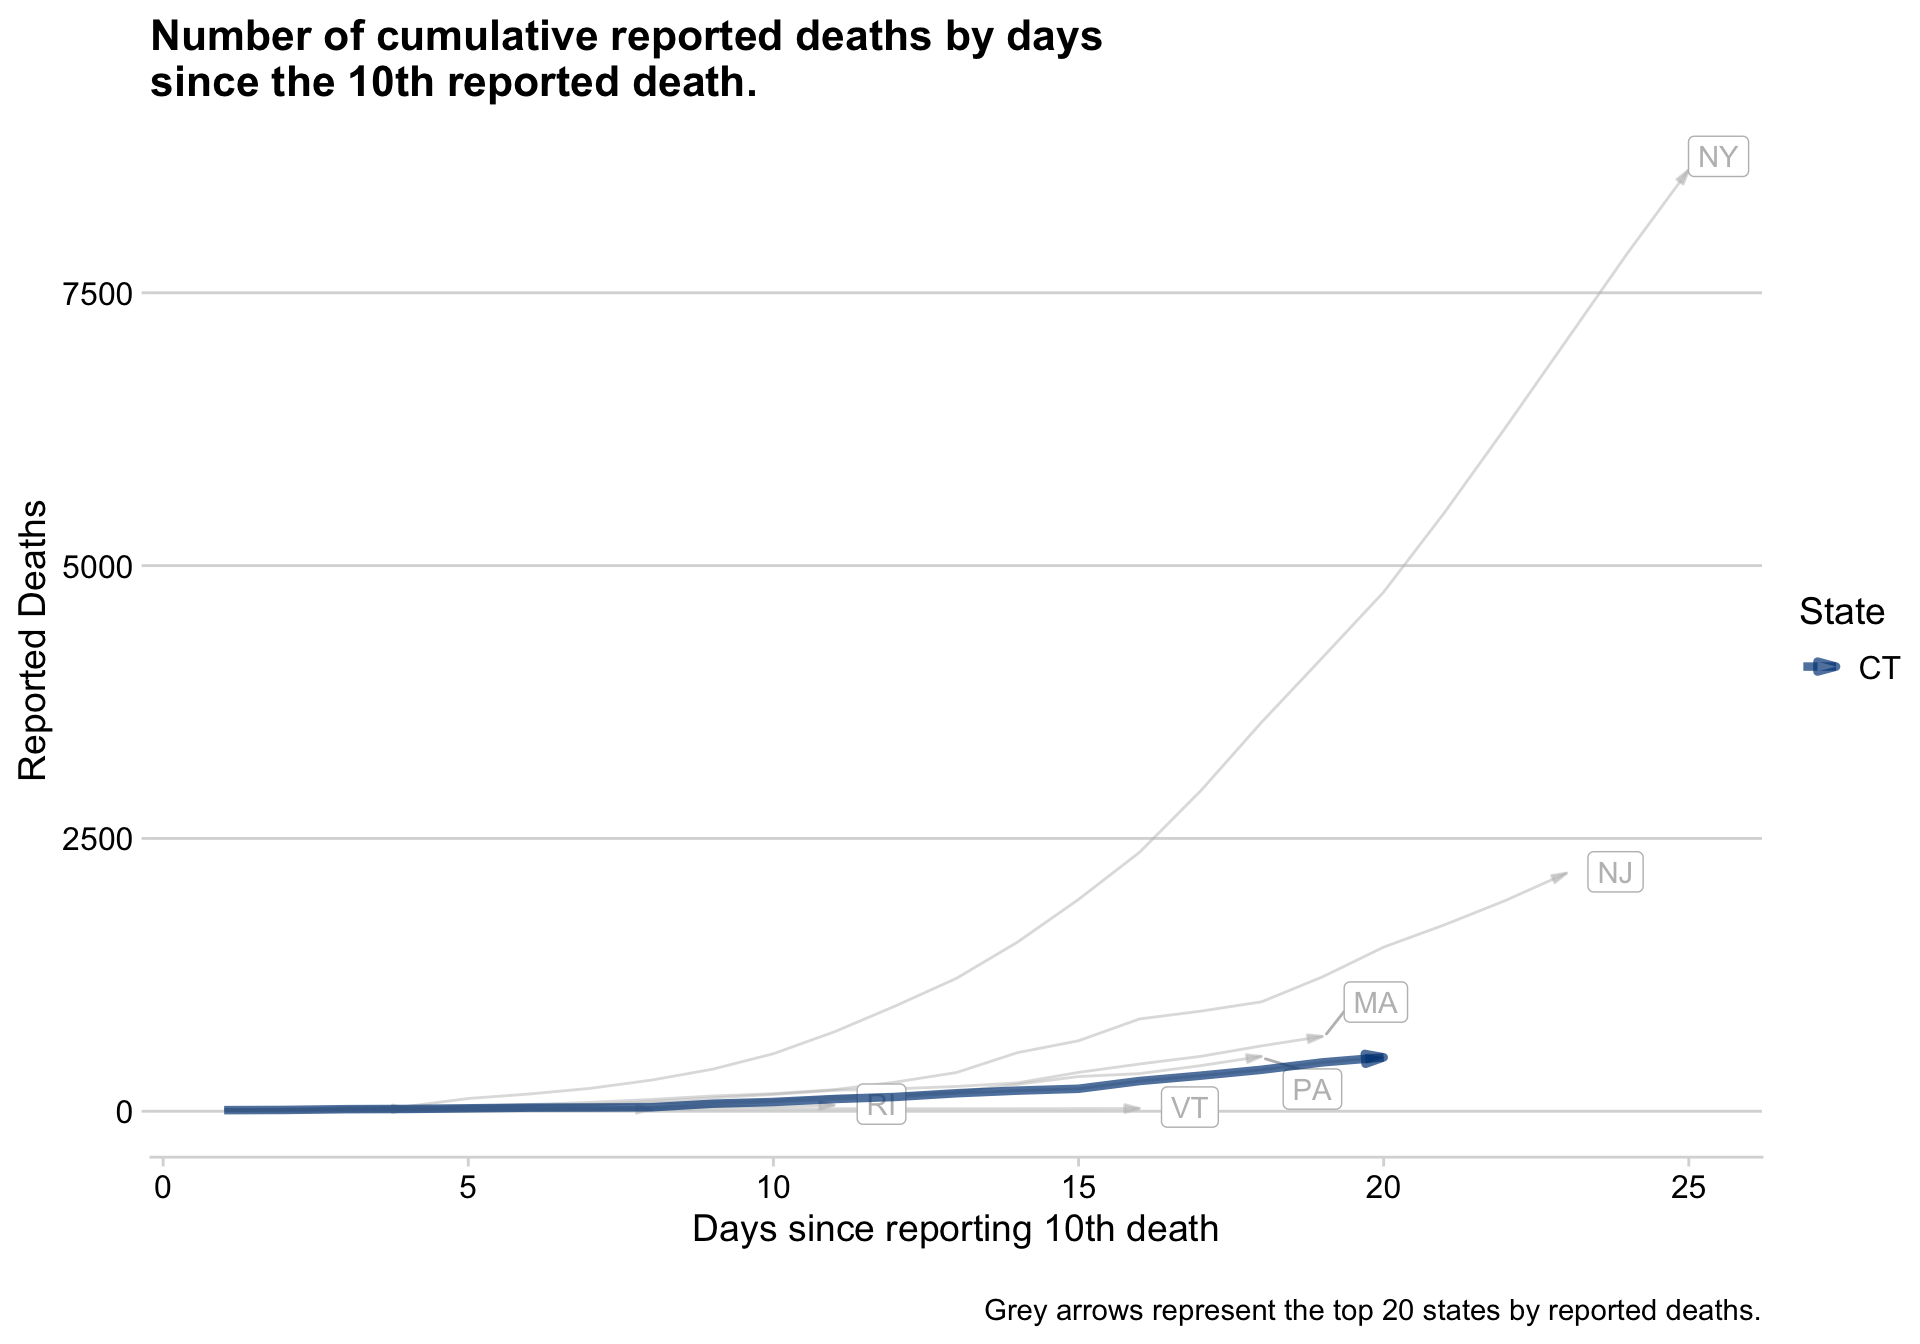 Number of cumulative reported deaths by days
since the 10th reported death.
NY
7500
5000
2500
0
Reported Deaths
NJ
MA
PA
RI
VT
State
CT
0 5 10 15 20 25
Days since reporting 10th death
Grey arrows represent the top 20 states by reported deaths.